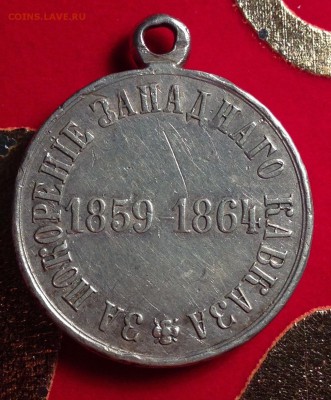 COINS.LAVE.RU
ЗА ПОКОРЕНІЕ ЗАПАДНАГО КАВКАЗА
1859-1864